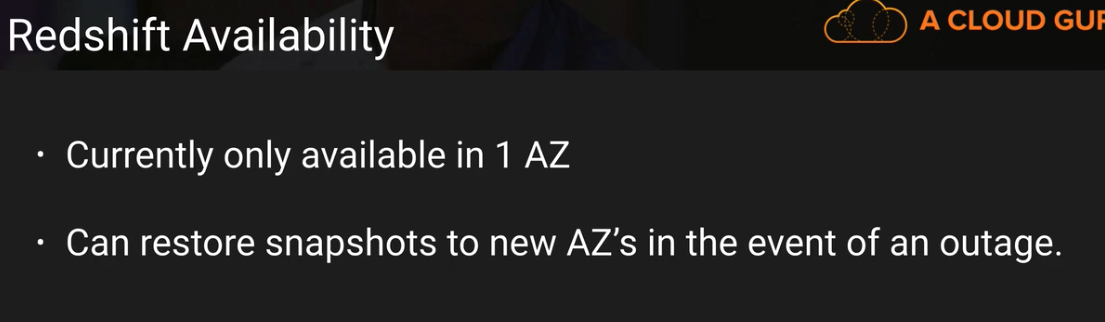 Redshift Availability
A CLOUD
• Currently only available in 1 AZ
• Can restore snapshots to new AZ’s in the event of an outage.